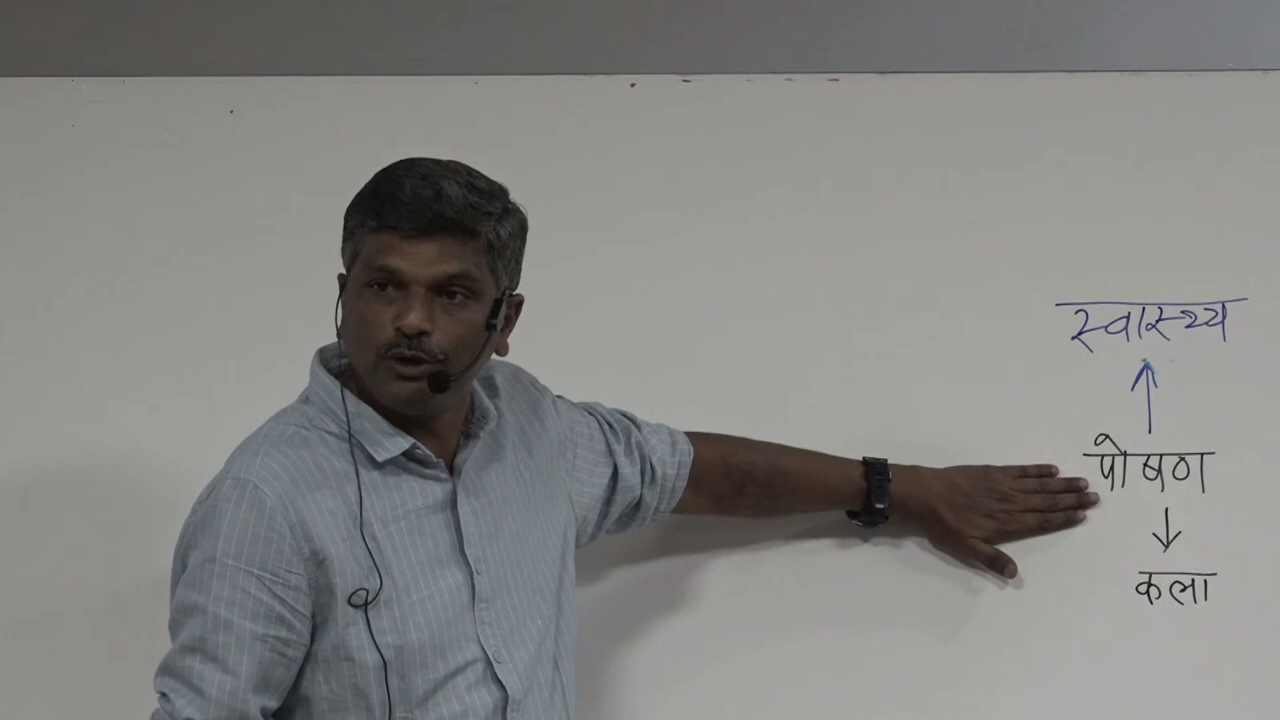 स्वास्थ्य
↑
पोषण
↓
कला